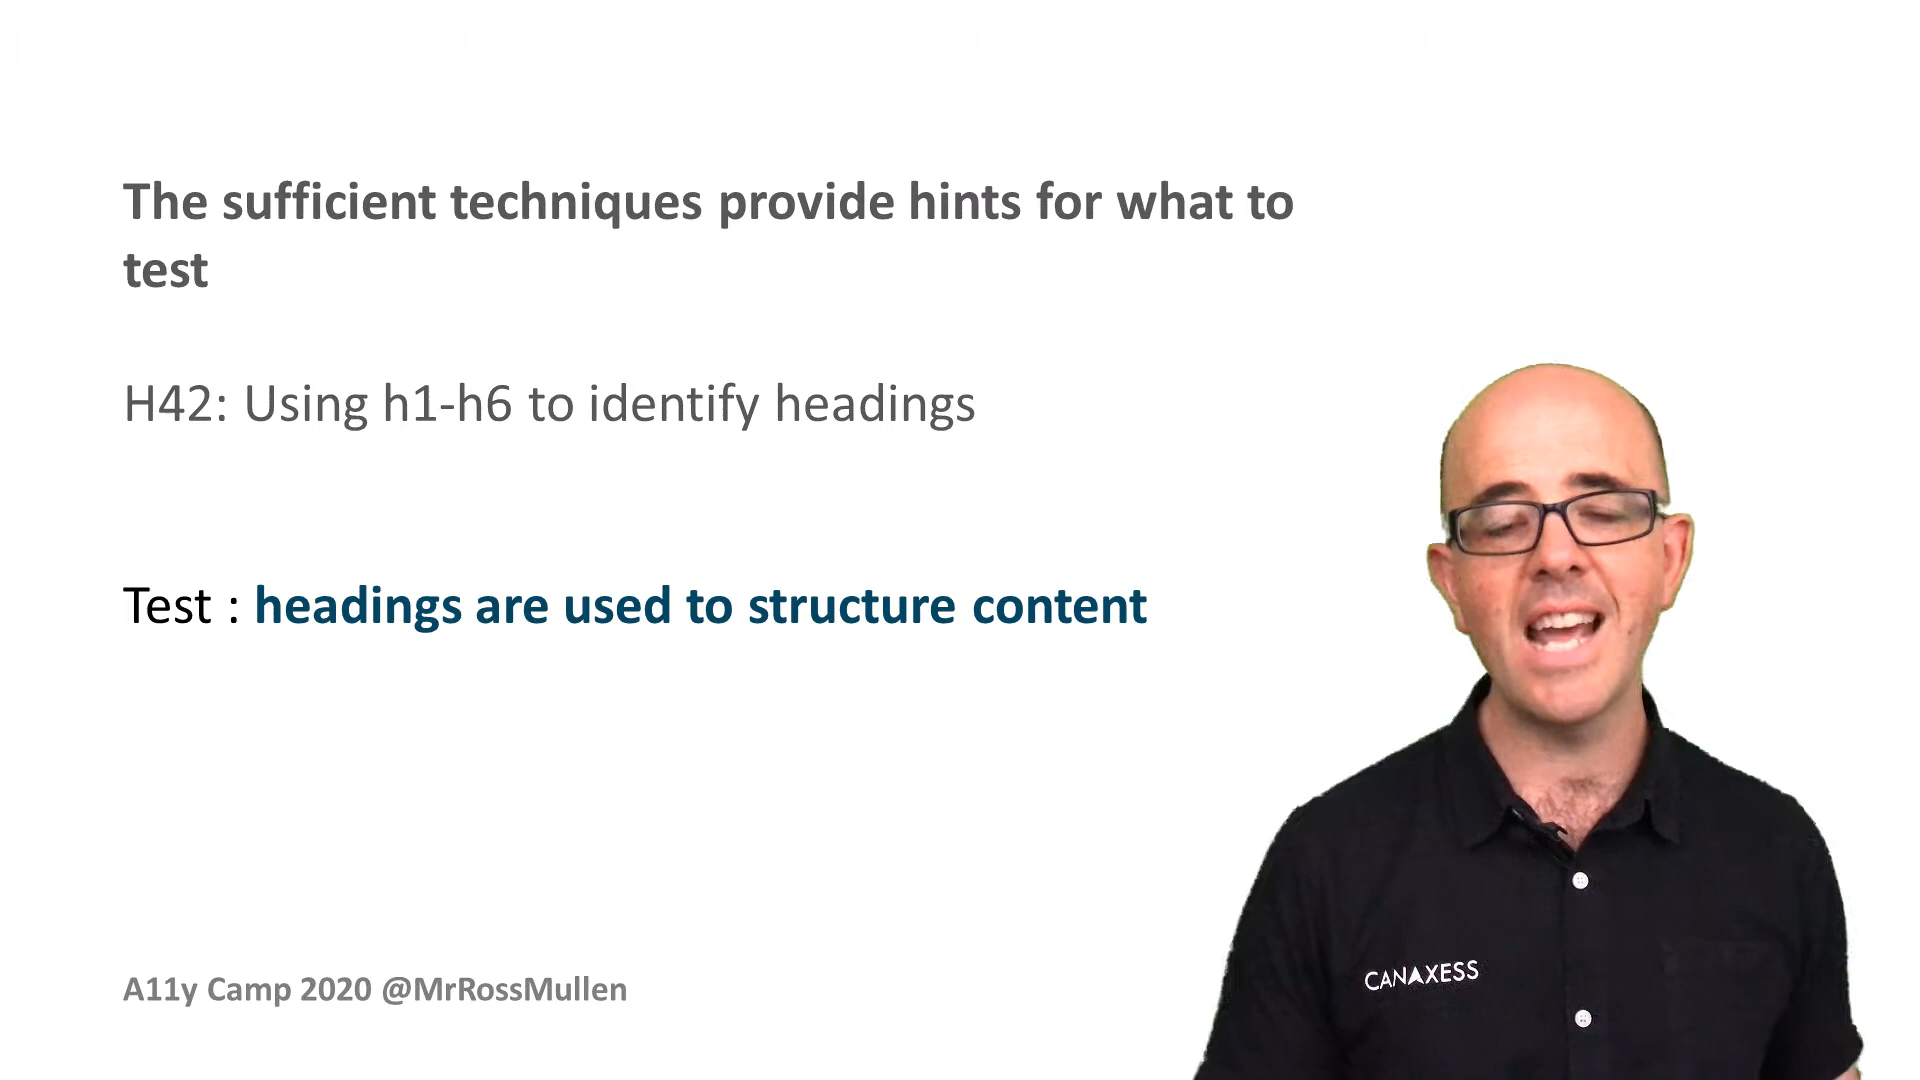 The sufficient techniques provide hints for what to
test
H42: Using h1-h6 to identify headings
Test : headings are used to structure content
A11y Camp 2020 @MrRossMullen
CANAXESS